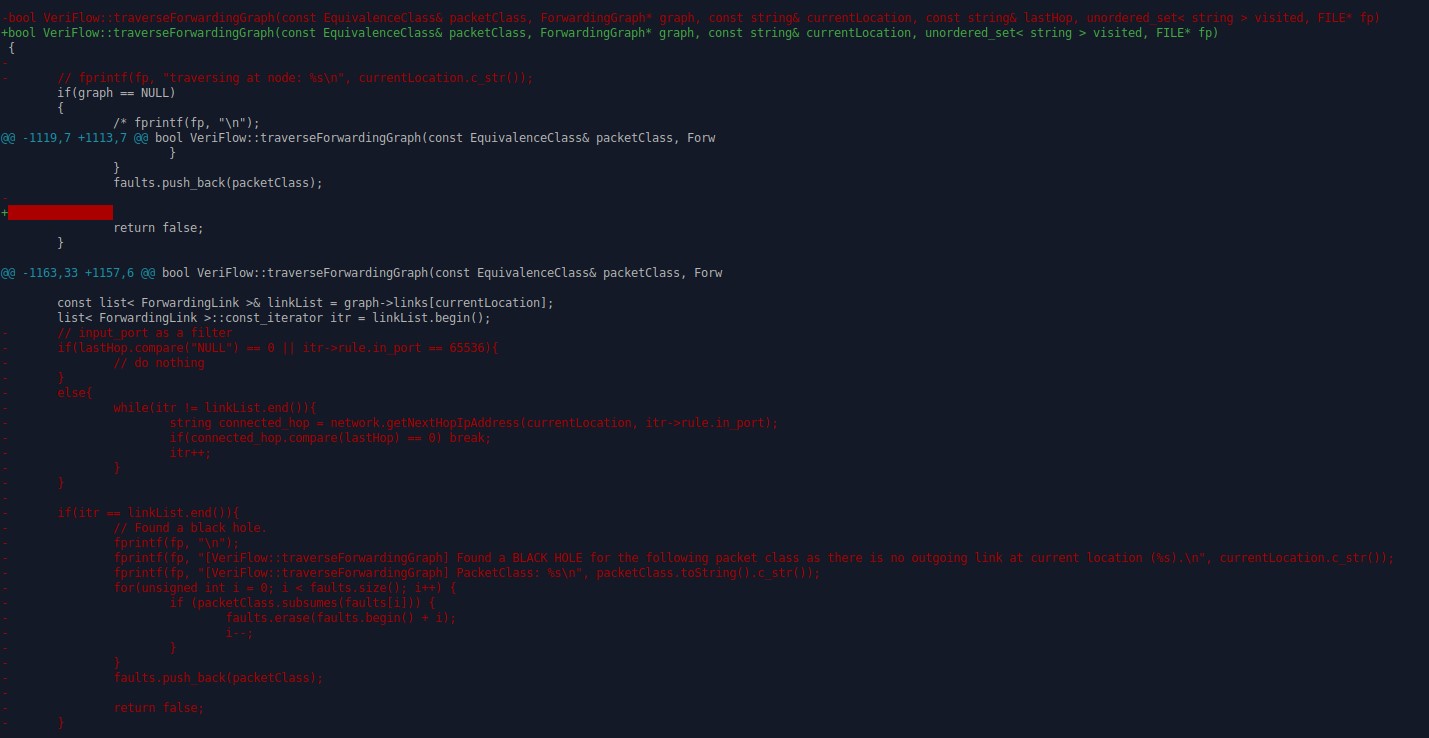 -bool VeriFlow::traverseForwardingGraph(const EquivalenceClass& packetClass, ForwardingGraph* graph, const string& currentLocation, const string& lastHop, unordered_set< string > visited, FILE* fp)
+bool VeriFlow::traverseForwardingGraph(const EquivalenceClass& packetClass, ForwardingGraph* graph, const string& currentLocation, unordered_set< string > visited, FILE* fp)
 {
-
-       // fprintf(fp, "traversing at node: %s\n", currentLocation.c_str());
        if(graph == NULL)
        {
                /* fprintf(fp, "\n");
@@ -1119,7 +1113,7 @@ bool VeriFlow::traverseForwardingGraph(const EquivalenceClass& packetClass, Forw
                        }
                }
                faults.push_back(packetClass);
-
+
                return false;
        }
@@ -1163,33 +1157,6 @@ bool VeriFlow::traverseForwardingGraph(const EquivalenceClass& packetClass, Forw
        const list< ForwardingLink >& linkList = graph->links[currentLocation];
        list< ForwardingLink >::const_iterator itr = linkList.begin();
-       // input_port as a filter
-       if(lastHop.compare("NULL") == 0 || itr->rule.in_port == 65536){
-               // do nothing
-       }
-       else{
-               while(itr != linkList.end()){
-                       string connected_hop = network.getNextHopIpAddress(currentLocation, itr->rule.in_port);
-                       if(connected_hop.compare(lastHop) == 0) break;
-                       itr++;
-               }
-       }
-
-       if(itr == linkList.end()){
-               // Found a black hole.
-               fprintf(fp, "\n");
-               fprintf(fp, "[VeriFlow::traverseForwardingGraph] Found a BLACK HOLE for the following packet class as there is no outgoing link at current location (%s).\n", currentLocation.c_str());
-               fprintf(fp, "[VeriFlow::traverseForwardingGraph] PacketClass: %s\n", packetClass.toString().c_str());
-               for(unsigned int i = 0; i < faults.size(); i++) {
-                       if (packetClass.subsumes(faults[i])) {
-                               faults.erase(faults.begin() + i);
-                               i--;
-                       }
-               }
-               faults.push_back(packetClass);
-
-               return false;
-       }